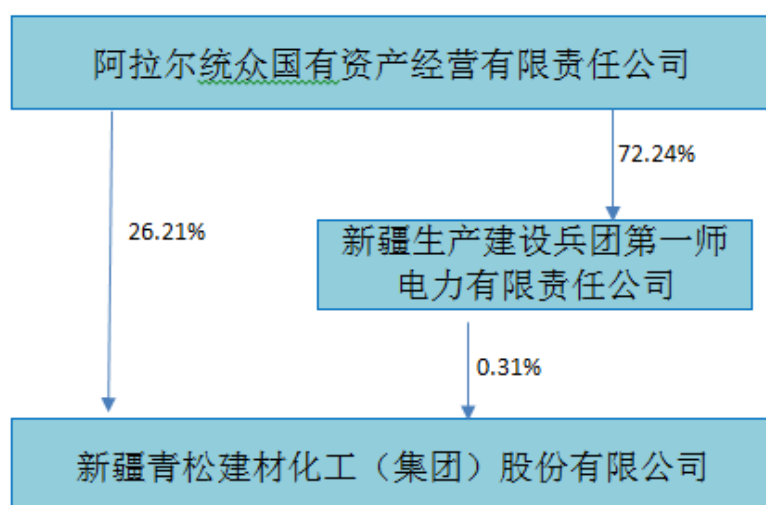 阿拉尔统众国有资产经营有限责任公司
72.24%
26.21%
新疆生产建设兵团第一师
电力有限责任公司
0.31%
新疆青松建材化工（集团）股份有限公司